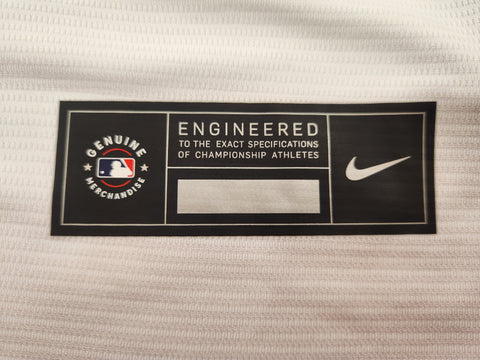 GENUINE
MERCHANDISE
ENGINEERED
TO THE EXACT SPECIFICATIONS
OF CHAMPIONSHIP ATHLETES